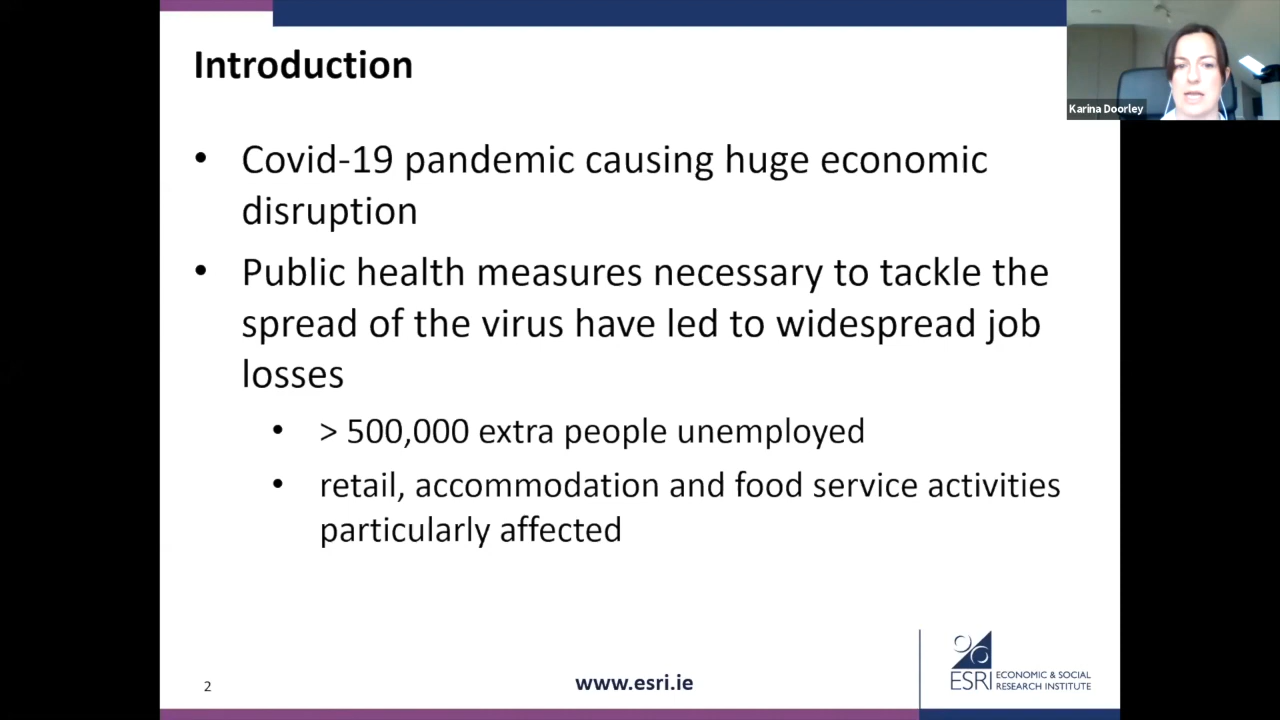 Introduction
Karina Doorley
• Covid-19 pandemic causing huge economic
disruption
• Public health measures necessary to tackle the
spread of the virus have led to widespread job
losses
• > 500,000 extra people unemployed
• retail, accommodation and food service activities
particularly affected
2
www.esri.ie
ESRI
ECONOMIC & SOCIAL
RESEARCH INSTITUTE